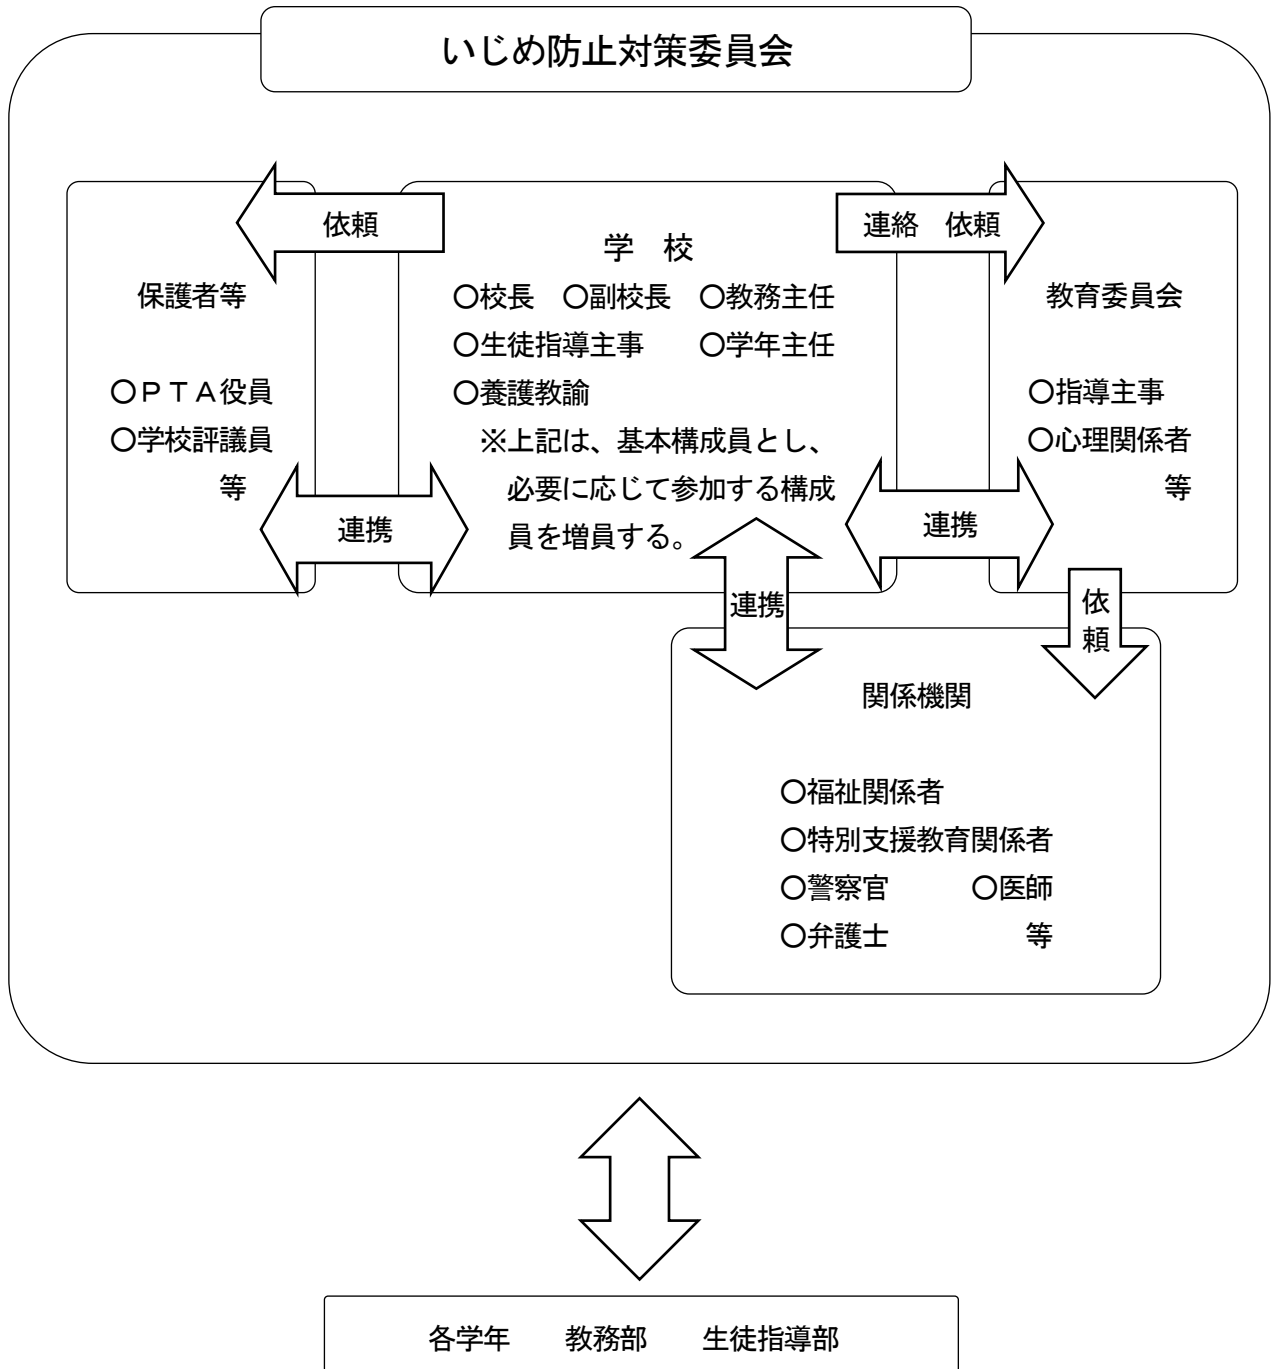 いじめ防止対策委員会
依頼
保護者等
○ＰＴＡ役員
○学校評議員
等
連携
学　校
○校長　○副校長　○教務主任
○生徒指導主事　　○学年主任
○養護教諭
※上記は、基本構成員とし、
必要に応じて参加する構成
員を増員する。
連絡　依頼
教育委員会
○指導主事
○心理関係者
等
連携
連携
依
頼
関係機関
○福祉関係者
○特別支援教育関係者
○警察官　　　○医師
○弁護士　　　　　等
各学年　　教務部　　生徒指導部